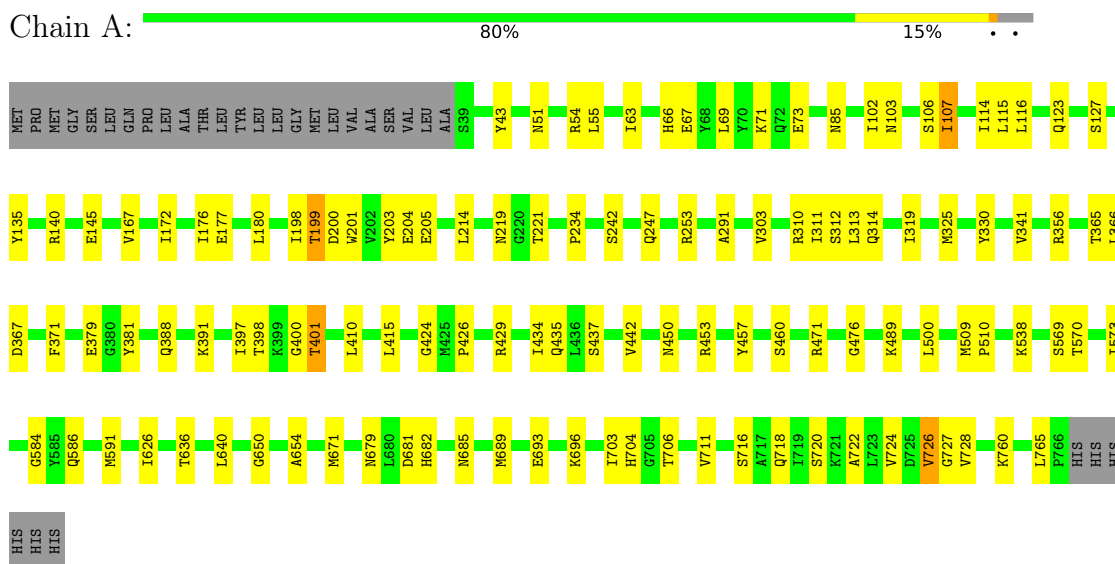 Chain A:
80% 15% • •
MET PRO MET GLY SER LEU GLN PRO LEU ALA THR LEU TYR LEU LEU GLY MET LEU VAL ALA SER VAL LEU ALA S39 Y43 N51 R54 L55 I63 H66 E67 Y68 L69 Y70 K71 Q72 E73 N85 I102 N103 S106 I107 I114 L115 L116 Q123 S127
Y135 R140 E145 V167 I172 I176 E177 L180 I198 T199 D200 W201 V202 Y203 E204 E205 L214 N219 G220 T221 P234 S242 Q247 R253 A291 V303 R310 I311 S312 L313 Q314 I319 M325 Y330 V341 R356 T365 L366
D367 F371 E379 G380 Y381 Q388 K391 I397 T398 K399 G400 T401 L410 L415 G424 M425 P426 R429 I434 Q435 L436 S437 V442 N450 R453 Y457 S460 R471 G476 K489 L500 M509 P510 K538 S569 T570
G584 Y585 Q586 M591 I626 T636 L640 G650 A654 M671 N679 L680 D681 H682 N685 M689 E693 K696 I703 H704 G705 T706 V711 S716 A717 Q718 I719 S720 K721 A722 L723 V724 D725 V726 G727 V728 K760 L765 P766 HIS HIS HIS
HIS HIS HIS